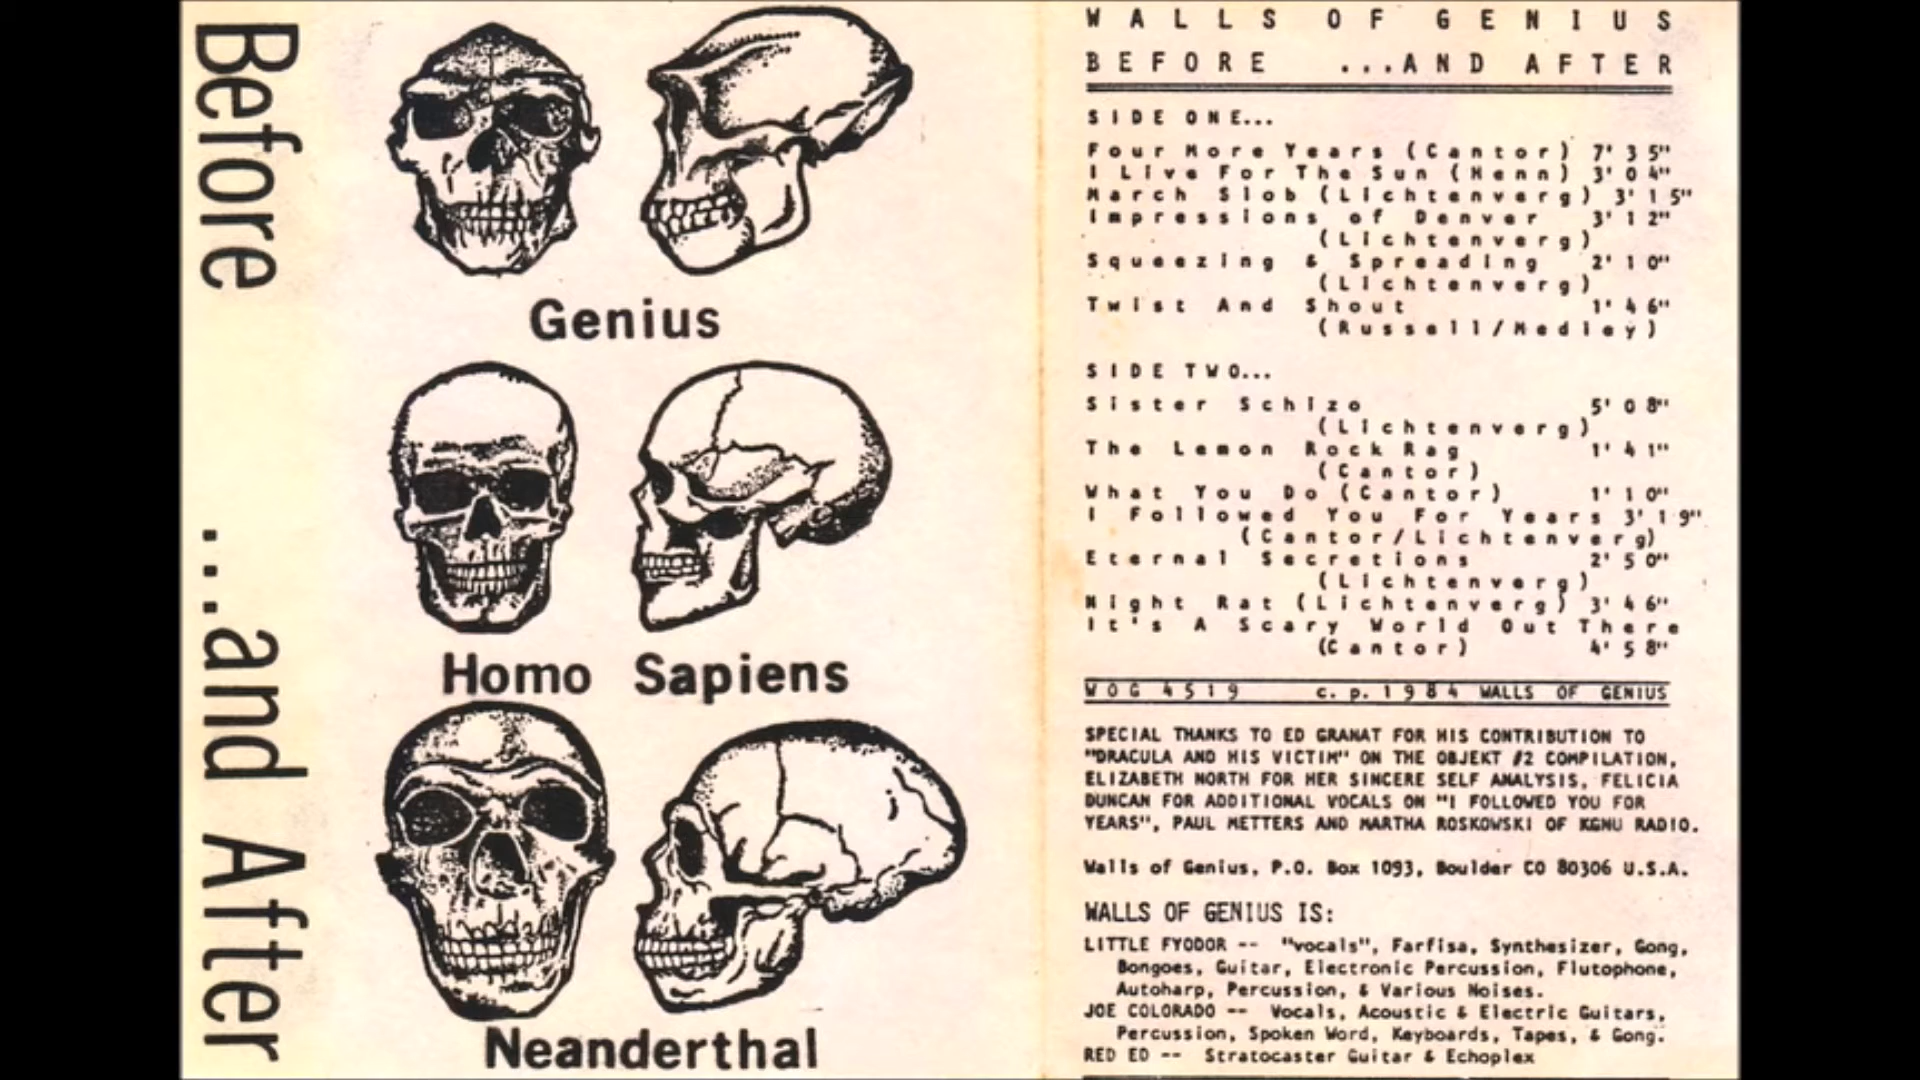 Before ...and After
Genius
Homo Sapiens
Neanderthal
WALLS OF GENIUS
BEFORE ...AND AFTER
SIDE ONE...
Four More Years (Cantor) 7' 35"
I Live For The Sun (Henn) 3' 04"
March Slob (Lichtenverg) 3' 15"
Impressions of Denver 3' 12"
(Lichtenverg)
Squeezing & Spreading 2' 10"
(Lichtenverg)
Twist And Shout 1' 46"
(Russell/Medley)
SIDE TWO...
Sister Schizo 5' 08"
(Lichtenverg)
The Lemon Rock Rag 1' 41"
(Cantor)
What You Do (Cantor) 1' 10"
I Followed You For Years 3' 19"
(Cantor/Lichtenverg)
Eternal Secretions 2' 50"
(Lichtenverg)
Night Rat (Lichtenverg) 3' 46"
It's A Scary World Out There
(Cantor) 4' 58"
WOG 4519 c. p. 1984 WALLS OF GENIUS
SPECIAL THANKS TO ED GRANAT FOR HIS CONTRIBUTION TO
"DRACULA AND HIS VICTIM" ON THE OBJEKT #2 COMPILATION,
ELIZABETH NORTH FOR HER SINCERE SELF ANALYSIS, FELICIA
DUNCAN FOR ADDITIONAL VOCALS ON "I FOLLOWED YOU FOR
YEARS", PAUL METTERS AND MARTHA ROSKOWSKI OF KGNU RADIO.
Walls of Genius, P.O. Box 1093, Boulder CO 80306 U.S.A.
WALLS OF GENIUS IS:
LITTLE FYODOR -- "vocals", Farfisa, Synthesizer, Gong,
Bongoes, Guitar, Electronic Percussion, Flutophone,
Autoharp, Percussion, & Various Noises.
JOE COLORADO -- Vocals, Acoustic & Electric Guitars,
Percussion, Spoken Word, Keyboards, Tapes, & Gong.
RED ED -- Stratocaster Guitar & Echoplex